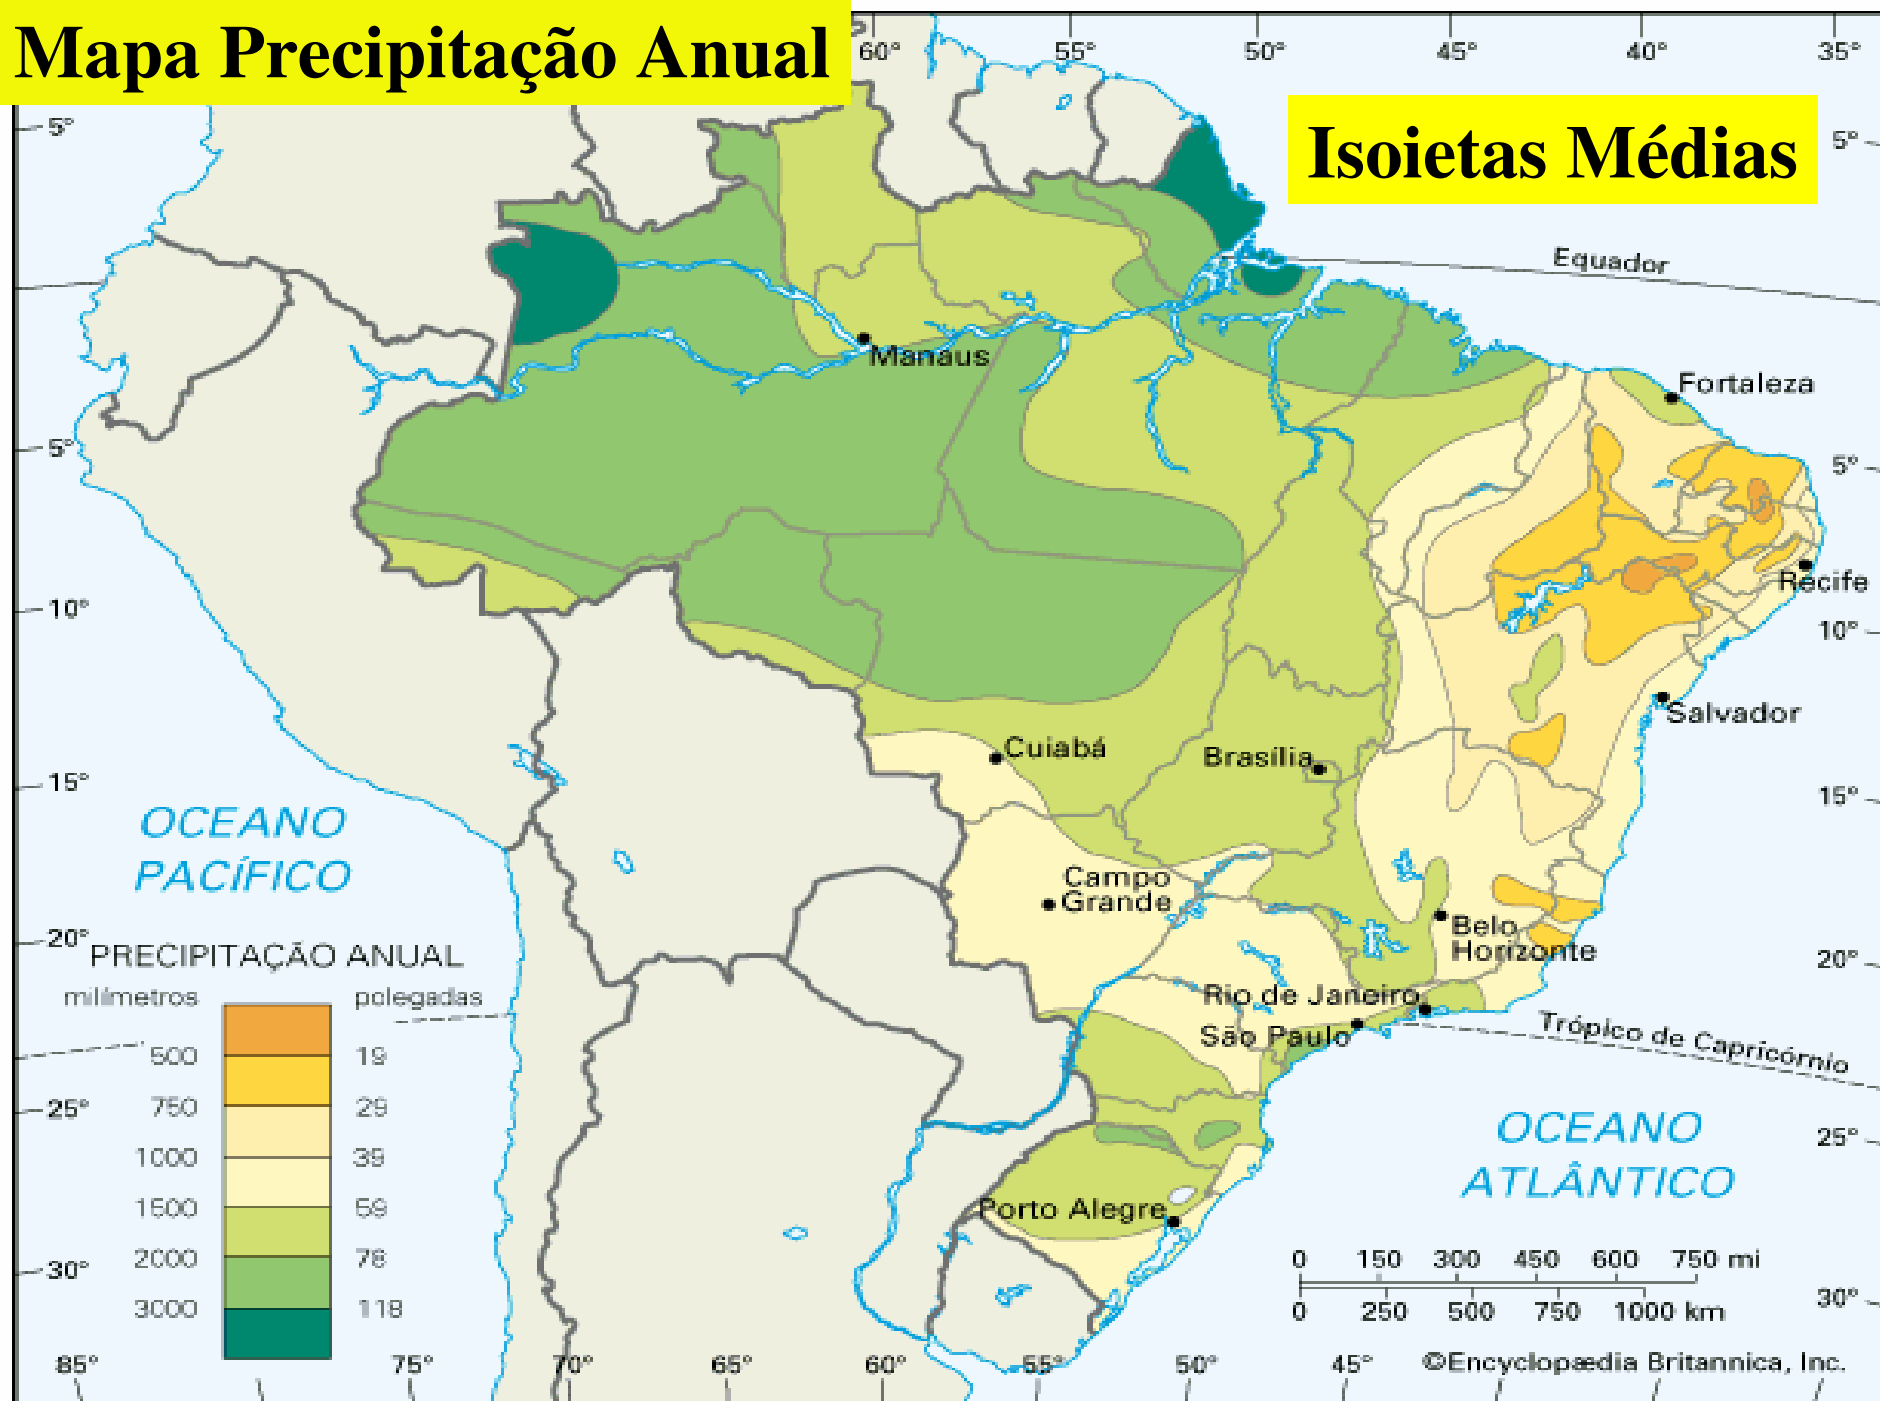 Mapa Precipitação Anual
Isoietas Médias
60° 55° 50° 45° 40° 35°
5° 5°
Equador
Manaus
Fortaleza
5° 5°
Recife
10° 10°
Salvador
Cuiabá
Brasília
15° 15°
OCEANO
PACÍFICO
Campo
Grande
Belo
Horizonte
20° 20°
PRECIPITAÇÃO ANUAL
milímetros polegadas
500 19
750 29
1000 39
1500 59
2000 78
3000 118
Rio de Janeiro
São Paulo
Trópico de Capricórnio
25° 25°
OCEANO
ATLÂNTICO
Porto Alegre
30° 30°
0 150 300 450 600 750 mi
0 250 500 750 1000 km
85° 75° 70° 65° 60° 55° 50° 45°
©Encyclopædia Britannica, Inc.